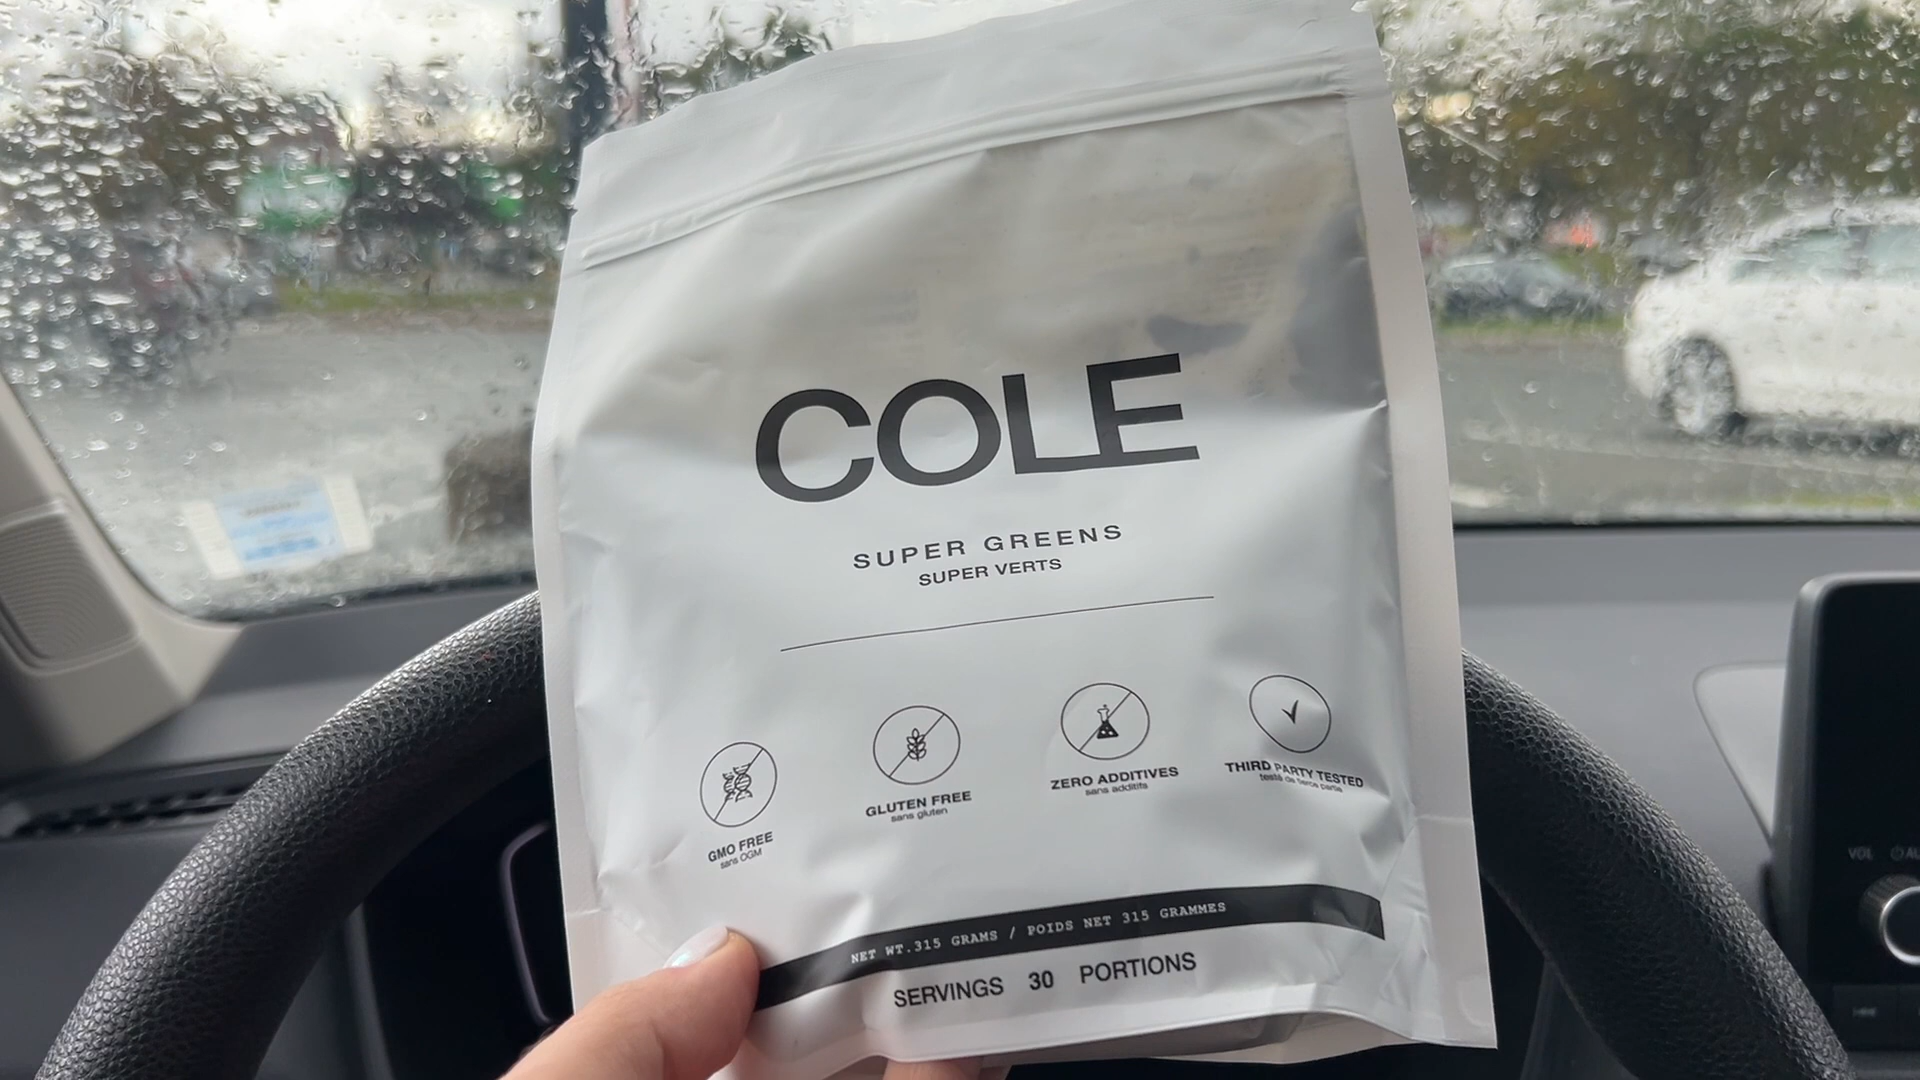 COLE
SUPER GREENS
SUPER VERTS
GMO FREE
sans OGM
GLUTEN FREE
sans gluten
ZERO ADDITIVES
sans additifs
THIRD PARTY TESTED
testé de tierce partie
NET WT.315 GRAMS / POIDS NET 315 GRAMMES
SERVINGS 30 PORTIONS
VOL